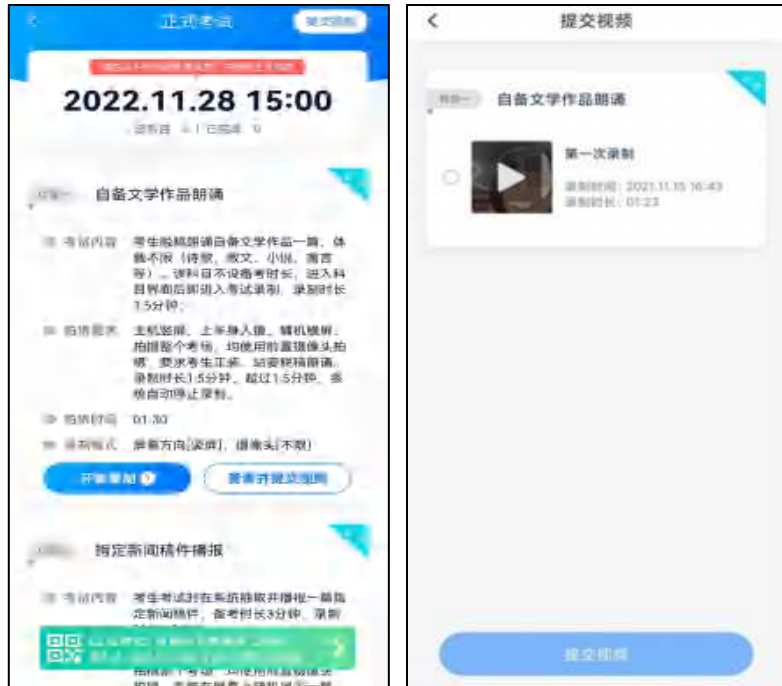 正式考试
提交视频
2022.11.28 15:00
自备文学作品朗诵
考试内容 考生脱稿朗诵自备文学作品一篇，体
裁不限（诗歌、散文、小说、寓言
等）。该科目不设备考时长，进入科
目界面后即进入考试录制，录制时长
1.5分钟；
拍摄要求 主机竖屏，上半身入镜，辅机横屏，
拍摄整个考场，均使用前置摄像头拍
摄，要求考生正装，站姿脱稿朗诵，
录制时长1.5分钟，超过1.5分钟，系
统自动停止录制。
拍摄时间 01:30
录制模式 屏幕方向[竖屏]，摄像头[不限]
开始录制
查看并提交视频
指定新闻稿件播报
考试内容 考生考试时在系统抽取并播报一篇指
定新闻稿件，备考时长3分钟，录制
提交视频
自备文学作品朗诵
第一次录制
录制时间：2021.11.15 16:43
录制时长：01:23
提交视频